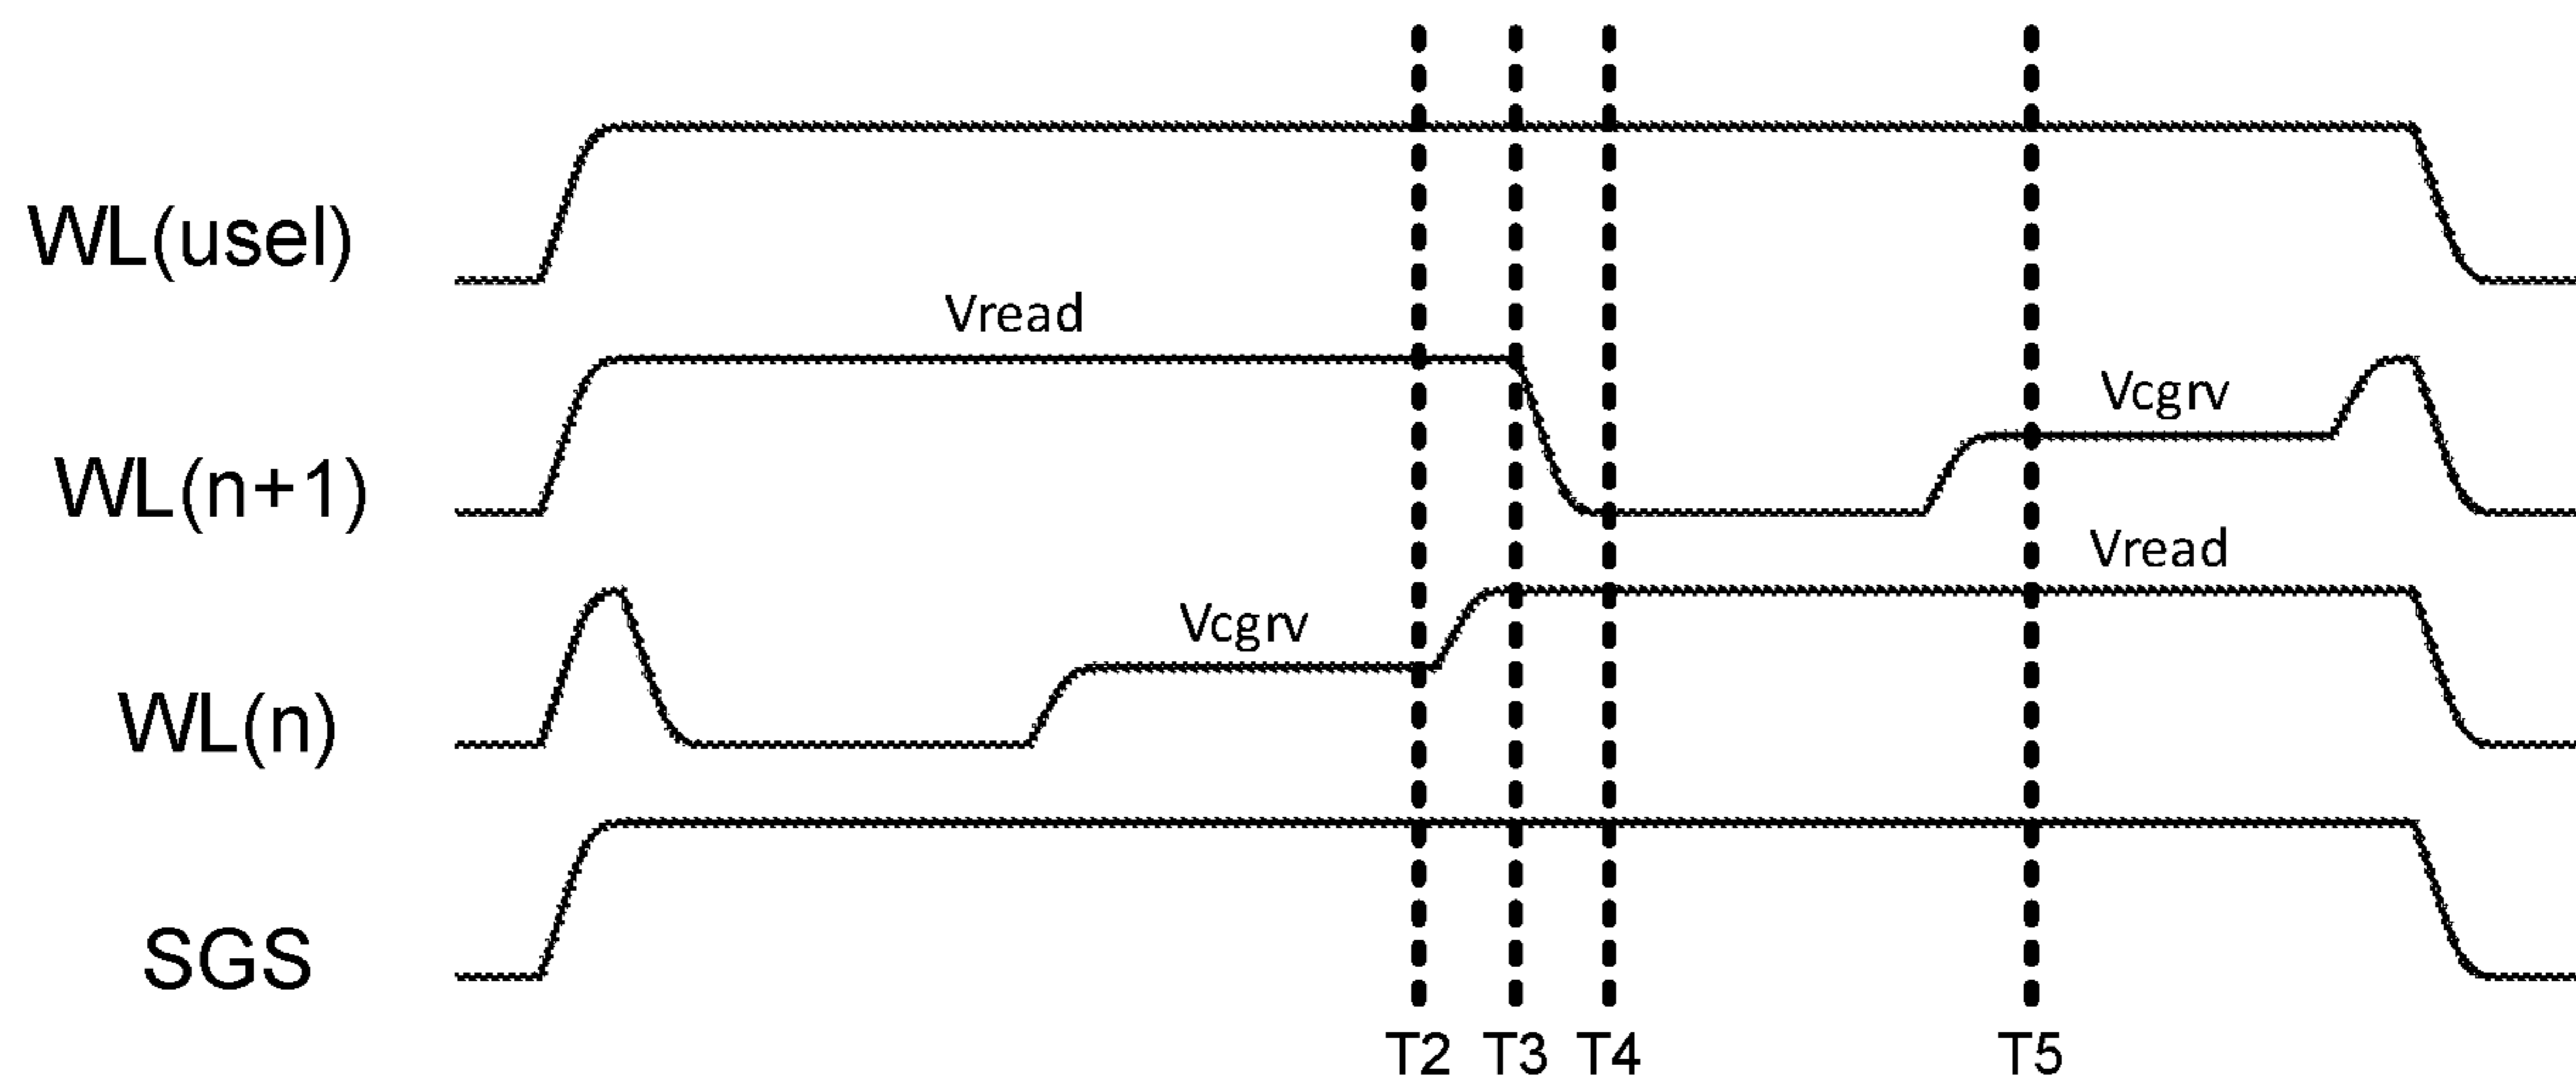 WL(usel)
Vread
Vcgrv
WL(n+1)
Vread
Vcgrv
WL(n)
SGS
T2 T3 T4 T5